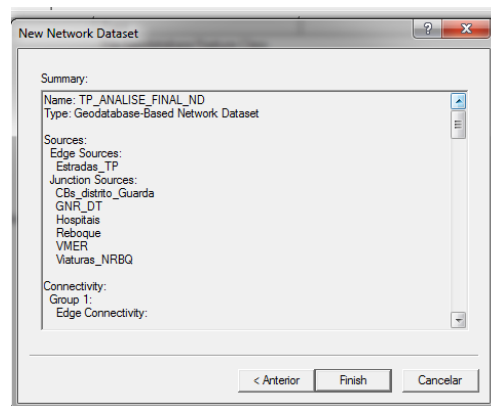 New Network Dataset
Summary:
Name: TP_ANALISE_FINAL_ND
Type: Geodatabase-Based Network Dataset
Sources:
Edge Sources:
Estradas_TP
Junction Sources:
CBs_distrito_Guarda
GNR_DT
Hospitais
Reboque
VMER
Viaturas_NRBQ
Connectivity:
Group 1:
Edge Connectivity:
< Anterior
Finish
Cancelar